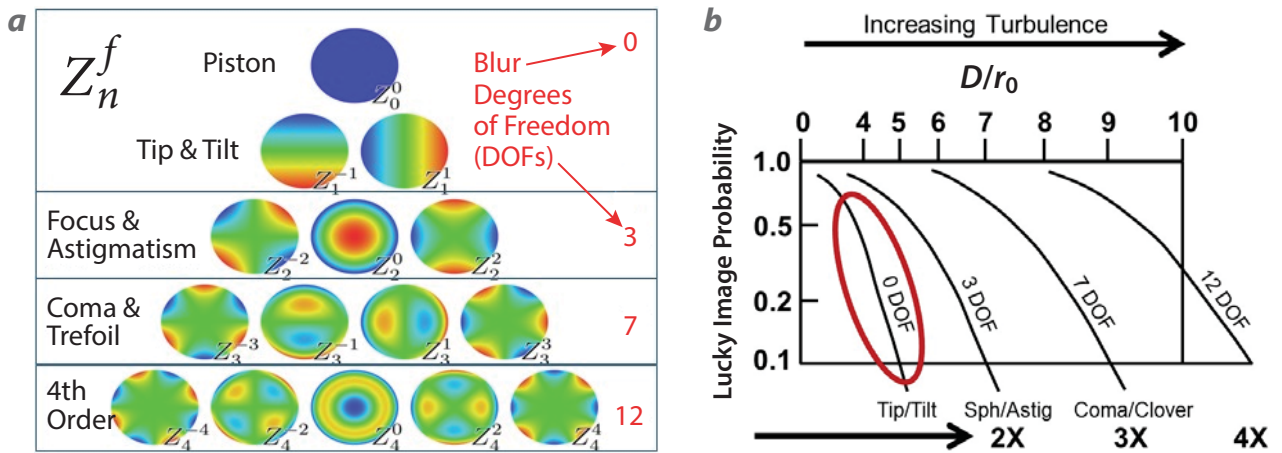 a
Z_n^f
Piston
Z_0^0
Blur
Degrees
of Freedom
(DOFs)
0
Tip & Tilt
Z_1^{-1}
Z_1^1
Focus &
Astigmatism
Z_2^{-2}
Z_2^0
Z_2^2
3
Coma &
Trefoil
Z_3^{-3}
Z_3^{-1}
Z_3^1
Z_3^3
7
4th
Order
Z_4^{-4}
Z_4^{-2}
Z_4^0
Z_4^2
Z_4^4
12
b
Increasing Turbulence
D/r_0
0 4 5 6 7 8 9 10
Lucky Image Probability
1.0
0.5
0.2
0.1
0 DOF
3 DOF
7 DOF
12 DOF
Tip/Tilt Sph/Astig Coma/Clover
2X 3X 4X